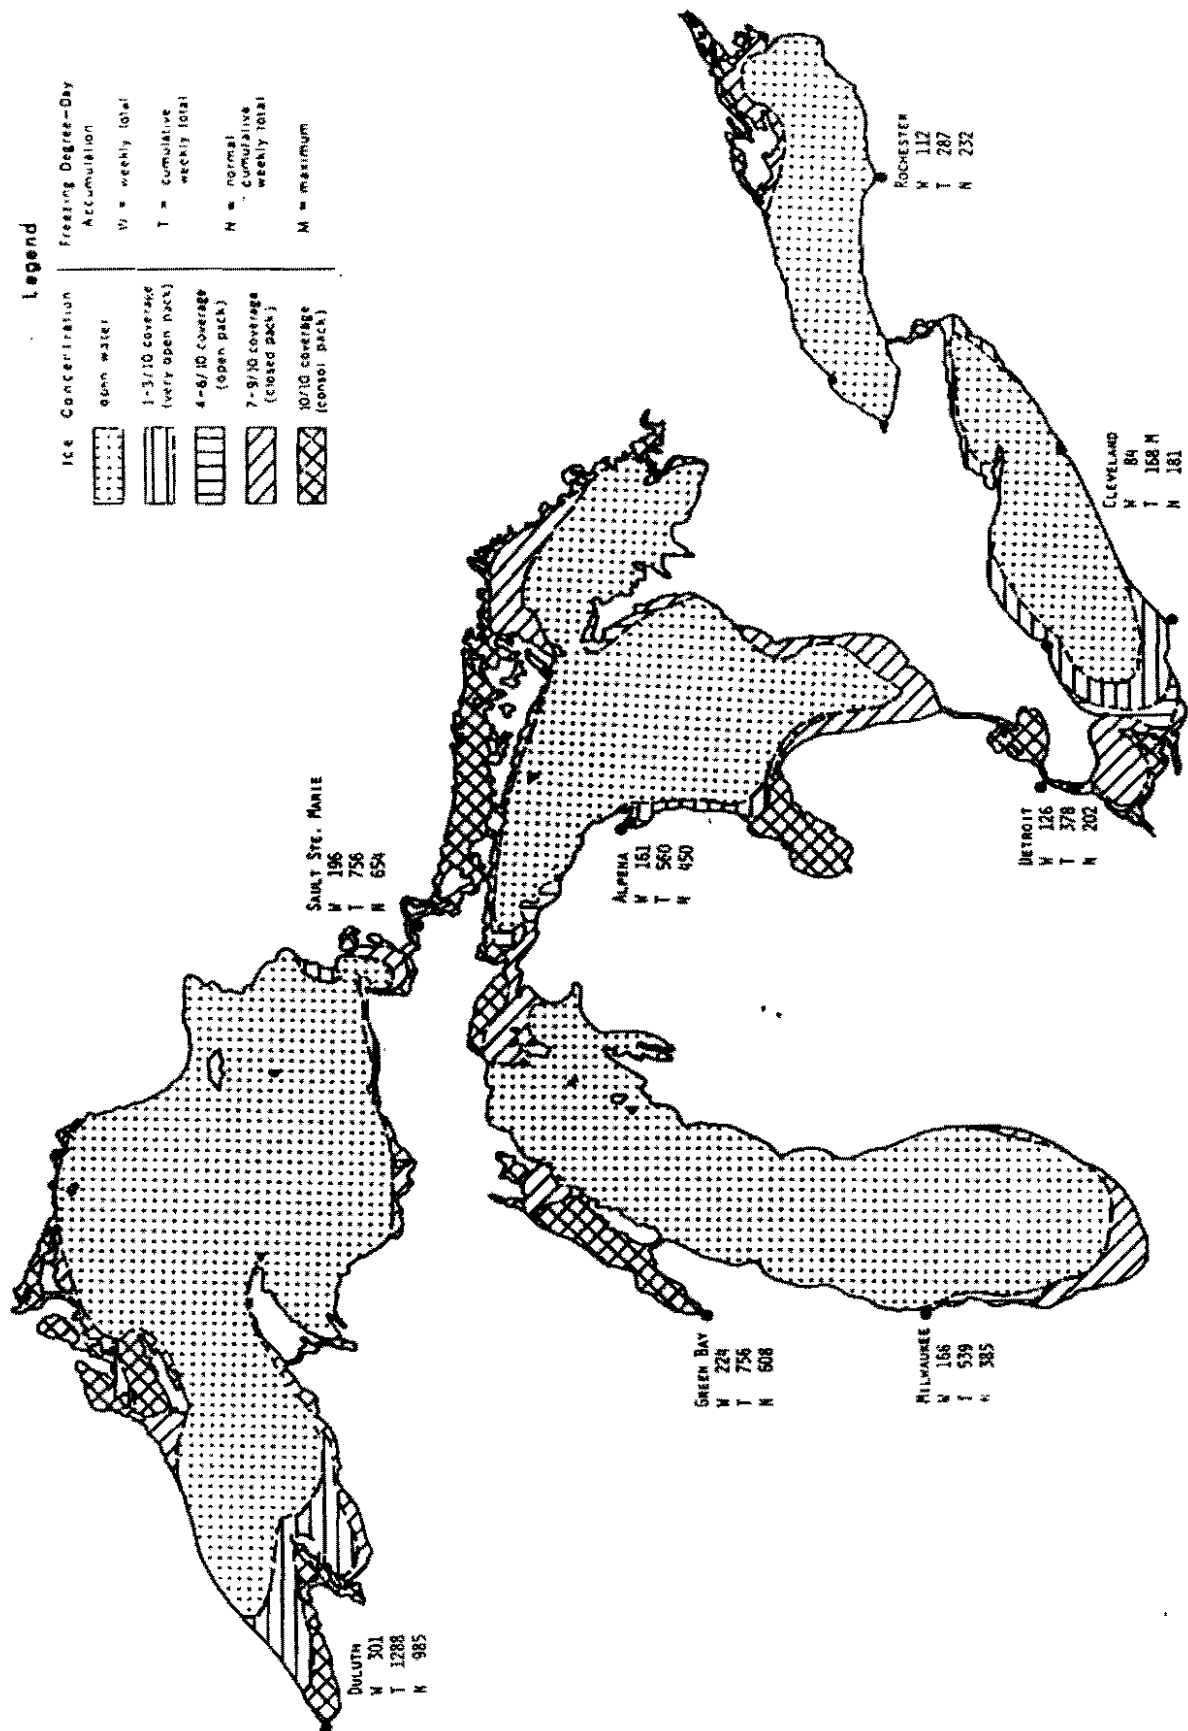 Legend
Ice Concentration
open water
1-3/10 coverage
(very open pack)
4-6/10 coverage
(open pack)
7-9/10 coverage
(closed pack)
10/10 coverage
(consol pack)
Freezing Degree-Day
Accumulation
W = weekly total
T = cumulative
weekly total
N = normal
cumulative
weekly total
M = maximum
DULUTH
W 301
T 1288
N 985
SAULT STE. MARIE
W 196
T 756
N 654
GREEN BAY
W 224
T 756
N 608
MILWAUKEE
W 166
T 539
N 385
ALPENA
W 161
T 560
N 450
DETROIT
W 126
T 378
N 202
CLEVELAND
W 84
T 168 M
N 181
ROCHESTER
W 112
T 287
N 232